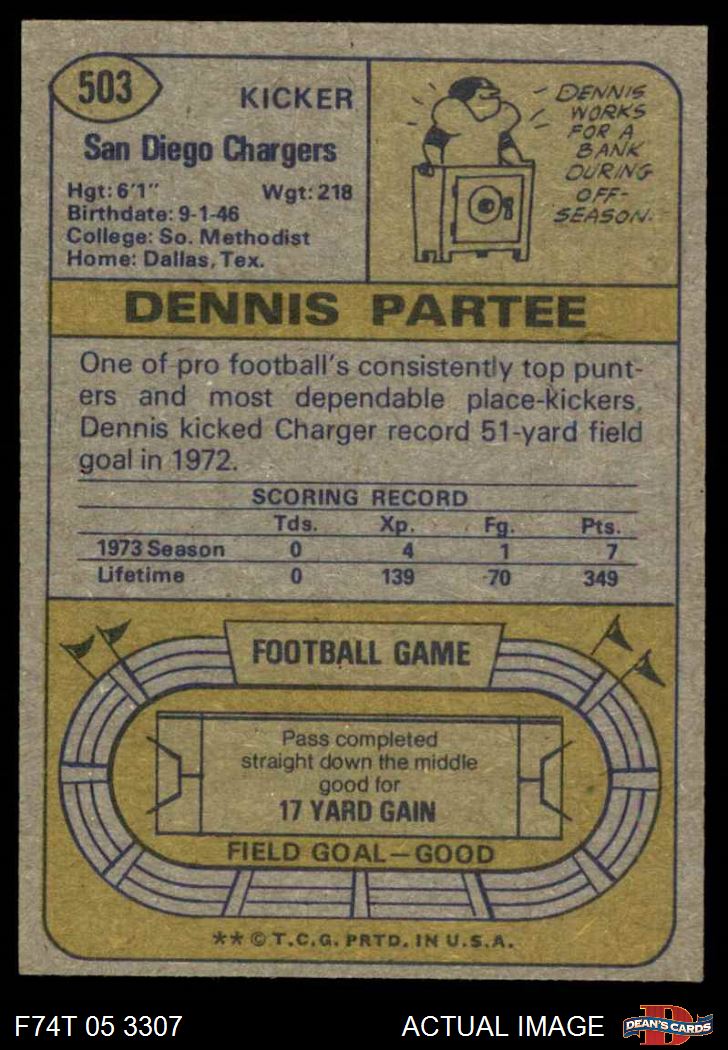 503
KICKER
San Diego Chargers
Hgt: 6'1" Wgt: 218
Birthdate: 9-1-46
College: So. Methodist
Home: Dallas, Tex.
DENNIS
WORKS
FOR A
BANK
DURING
OFF-
SEASON.
DENNIS PARTEE
One of pro football's consistently top punt-
ers and most dependable place-kickers,
Dennis kicked Charger record 51-yard field
goal in 1972.
SCORING RECORD
Tds. Xp. Fg. Pts.
1973 Season 0 4 1 7
Lifetime 0 139 70 349
FOOTBALL GAME
Pass completed
straight down the middle
good for
17 YARD GAIN
FIELD GOAL—GOOD
** © T.C.G. PRTD. IN U.S.A.
F74T 05 3307 ACTUAL IMAGE
D
DEAN'S CARDS